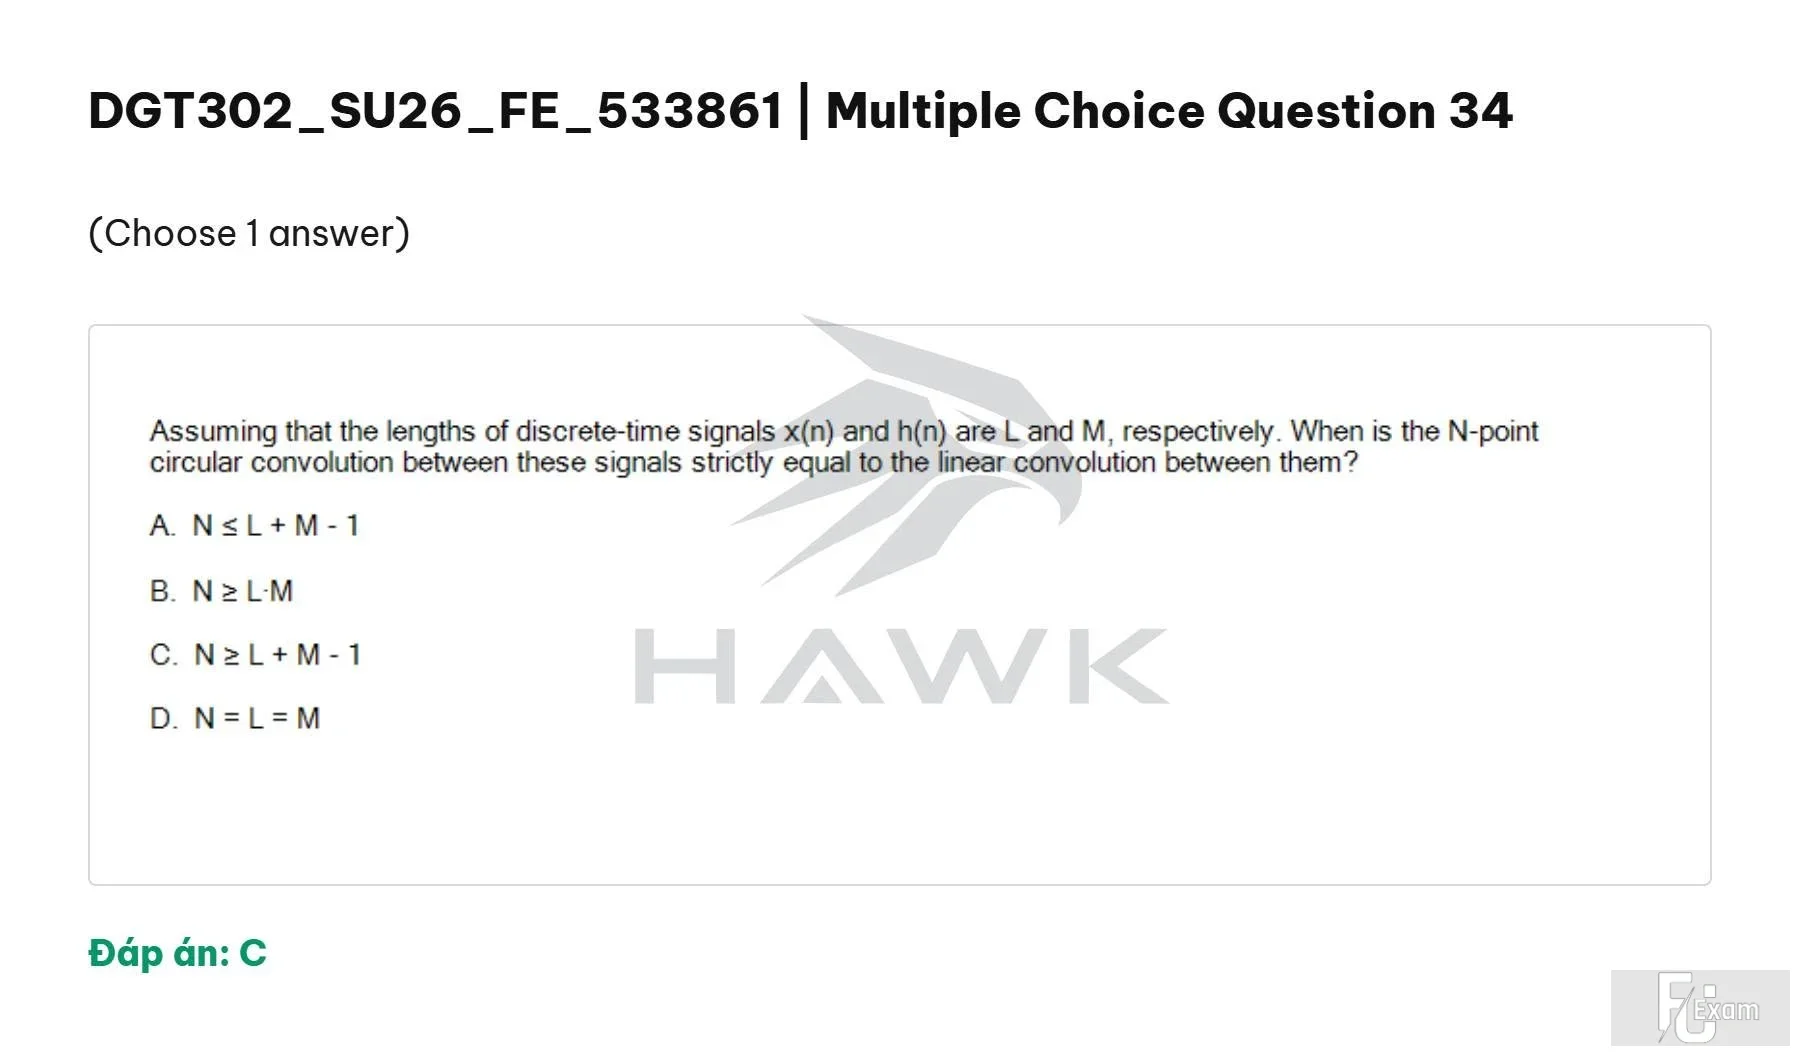 DGT302_SU26_FE_533861 | Multiple Choice Question 34
(Choose 1 answer)
Assuming that the lengths of discrete-time signals x(n) and h(n) are L and M, respectively. When is the N-point
circular convolution between these signals strictly equal to the linear convolution between them?
A. N ≤ L + M - 1
B. N ≥ L·M
C. N ≥ L + M - 1
D. N = L = M
HAWK
Đáp án: C
FU Exam